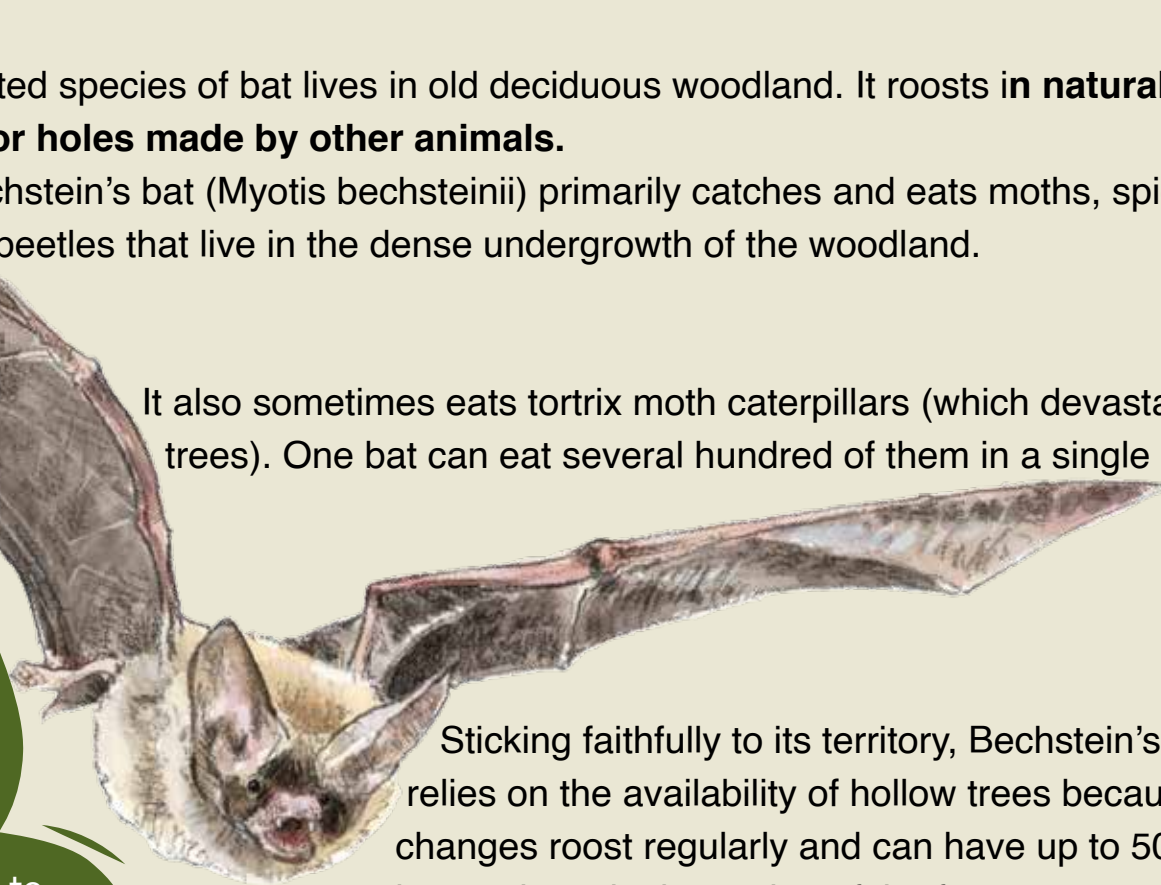 ted species of bat lives in old deciduous woodland. It roosts in natural
or holes made by other animals.
chstein’s bat (Myotis bechsteinii) primarily catches and eats moths, spi
beetles that live in the dense undergrowth of the woodland.
It also sometimes eats tortrix moth caterpillars (which devasta
trees). One bat can eat several hundred of them in a single
Sticking faithfully to its territory, Bechstein’s
relies on the availability of hollow trees becau
changes roost regularly and can have up to 50
to